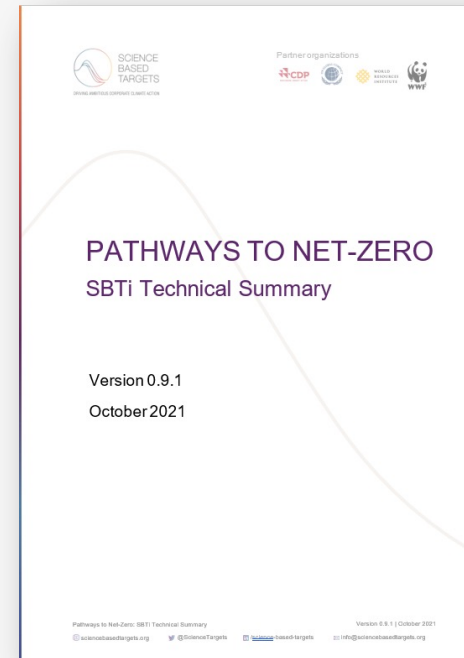 SCIENCE
BASED
TARGETS
DRIVING AMBITIOUS CORPORATE CLIMATE ACTION
Partner organizations
CDP
WORLD
RESOURCES
INSTITUTE
WWF
PATHWAYS TO NET-ZERO
SBTi Technical Summary
Version 0.9.1
October 2021
Pathways to Net-Zero: SBTi Technical Summary
Version 0.9.1 | October 2021
sciencebasedtargets.org
@ScienceTargets
/science-based-targets
info@sciencebasedtargets.org